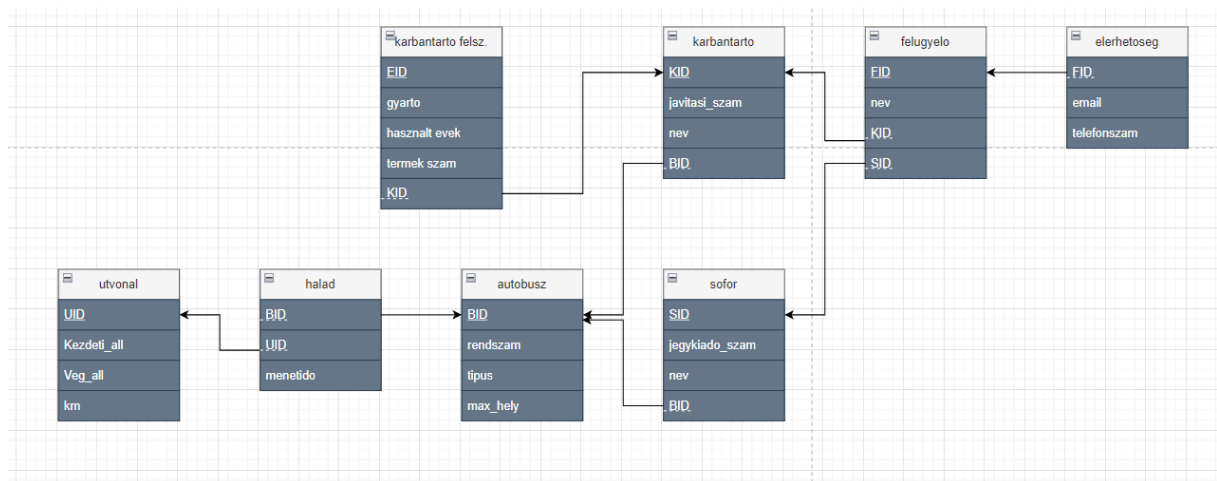 karbantarto felsz.
EID
gyarto
hasznalt evek
termek szam
KID
karbantarto
KID
javitasi_szam
nev
BID
felugyelo
FID
nev
KID
SID
elerhetoseg
FID
email
telefonszam
utvonal
UID
Kezdeti_all
Veg_all
km
halad
BID
UID
menetido
autobusz
BID
rendszam
tipus
max_hely
sofor
SID
jegykiado_szam
nev
BID